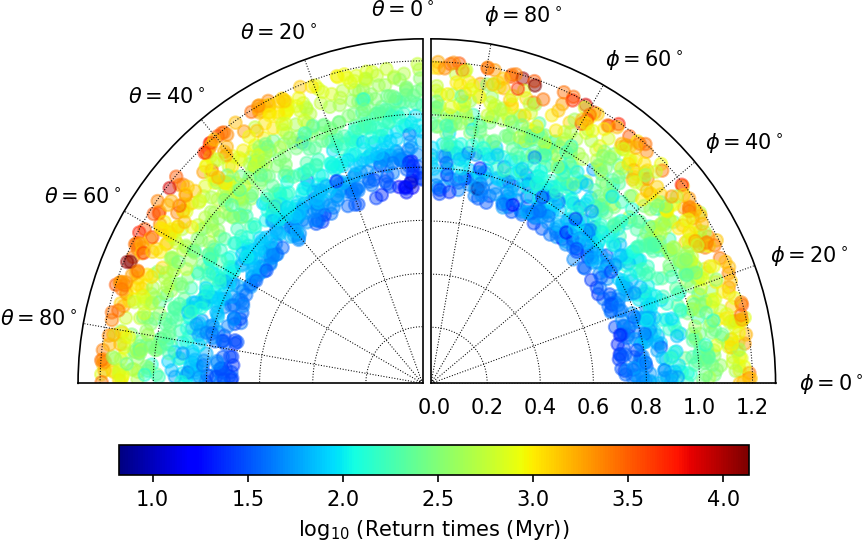 θ = 0° ϕ = 80°
θ = 20° ϕ = 60°
θ = 40° ϕ = 40°
θ = 60° ϕ = 20°
θ = 80° ϕ = 0°
0.0 0.2 0.4 0.6 0.8 1.0 1.2
1.0 1.5 2.0 2.5 3.0 3.5 4.0
log₁₀ (Return times (Myr))